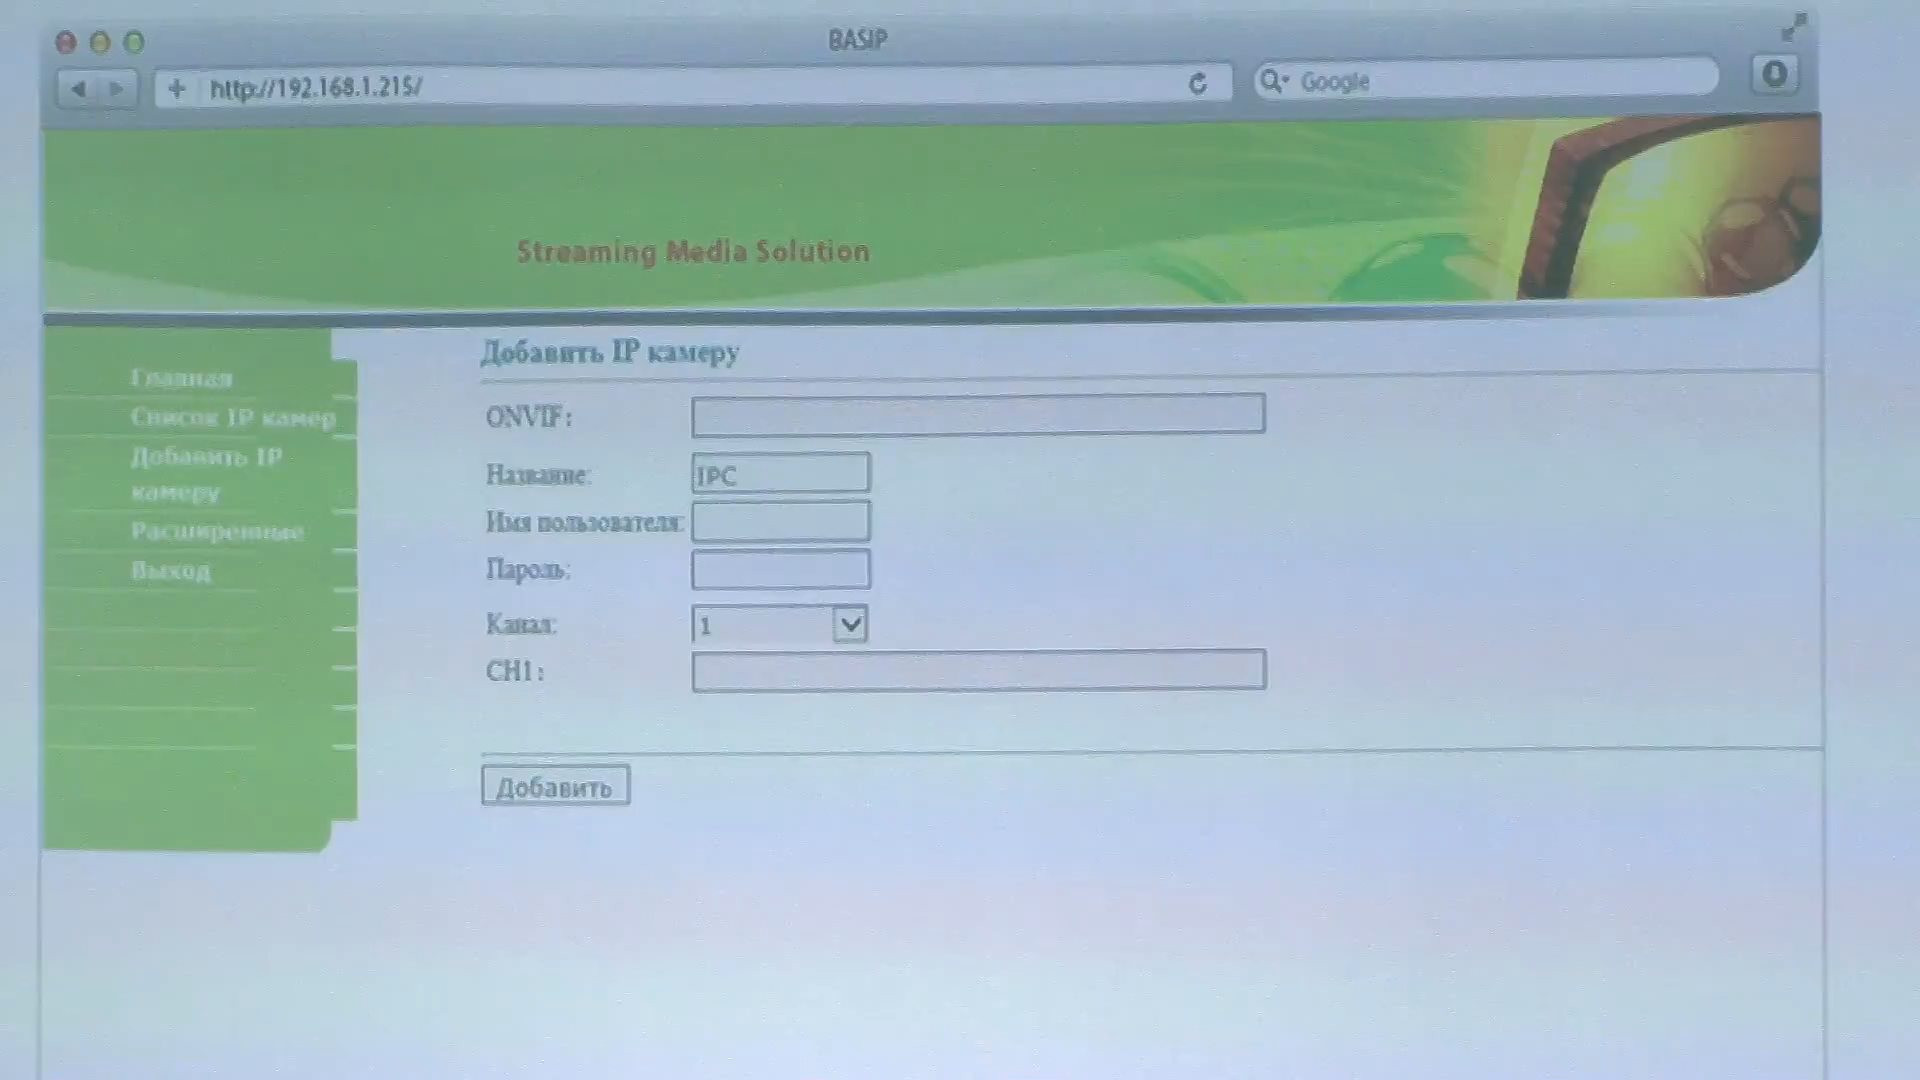 BASIP
http://192.168.1.215/
Google
Streaming Media Solution
Главная
Список IP камер
Добавить IP
камеру
Расширенные
Выход
Добавить IP камеру
ONVIF:
Название: IPC
Имя пользователя:
Пароль:
Канал: 1
CH1:
Добавить